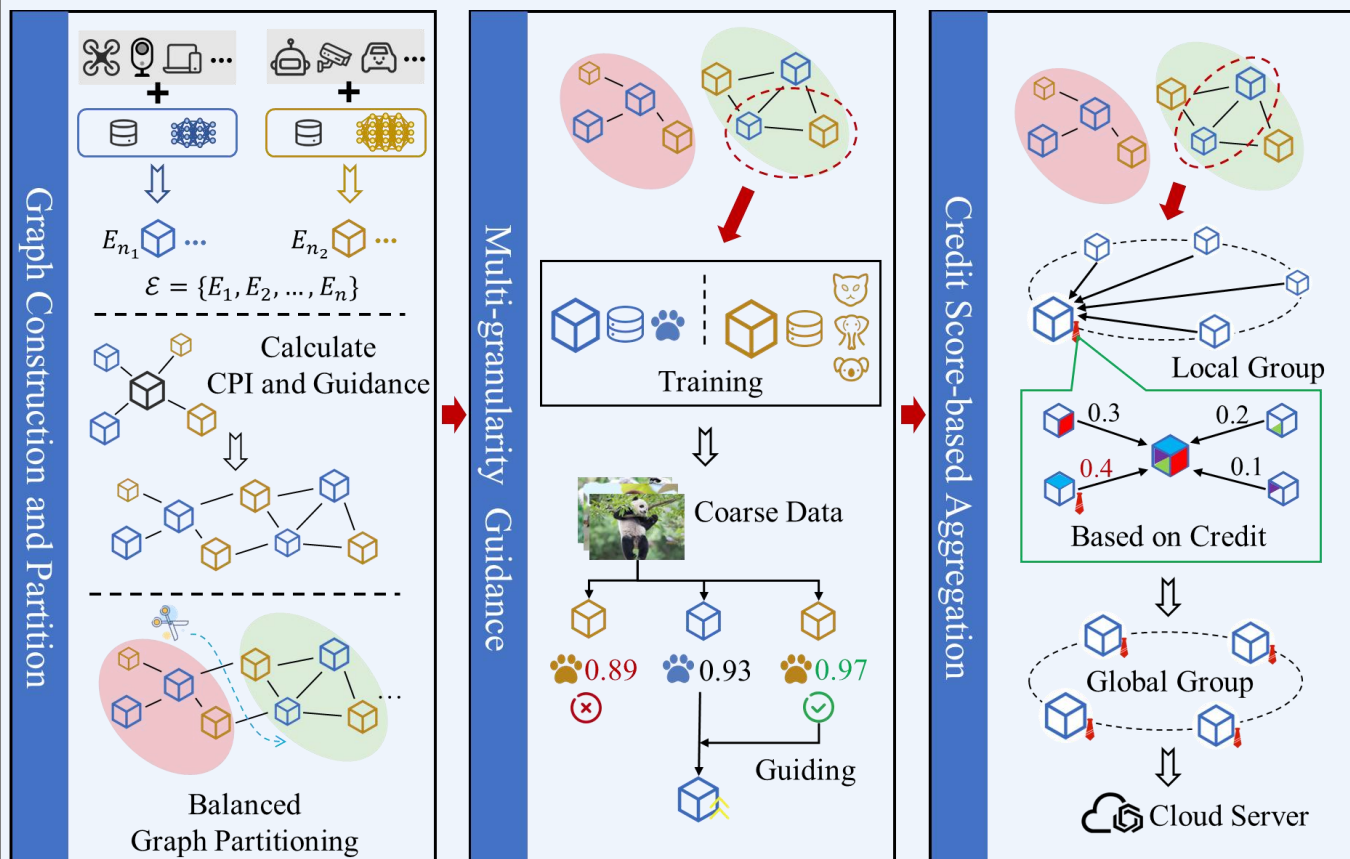 Graph Construction and Partition
E_{n_1} ...
E_{n_2} ...
ℰ = {E_1, E_2, ..., E_n}
Calculate
CPI and Guidance
...
Balanced
Graph Partitioning
Multi-granularity Guidance
Training
Coarse Data
0.89
0.93
0.97
Guiding
Credit Score-based Aggregation
Local Group
0.3
0.2
0.4
0.1
Based on Credit
Global Group
Cloud Server